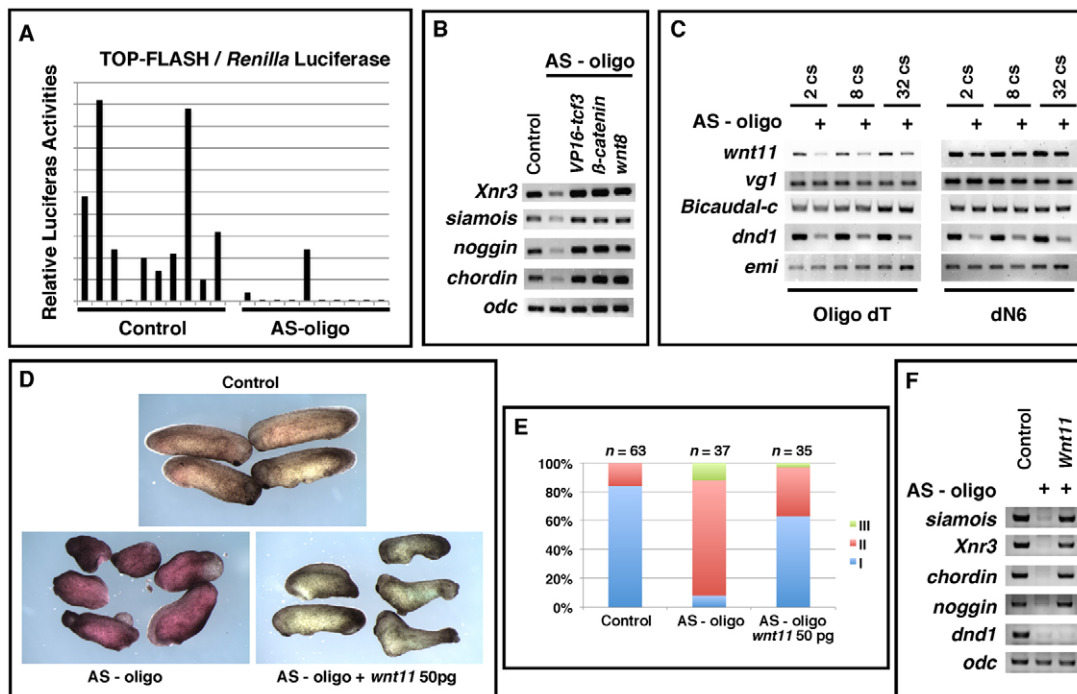 A
TOP-FLASH / Renilla Luciferase
Relative Luciferas Activities
Control
AS-oligo
B
AS - oligo
Control
VP16-tcf3
ß-catenin
wnt8
Xnr3
siamois
noggin
chordin
odc
C
2 cs
8 cs
32 cs
2 cs
8 cs
32 cs
AS - oligo
+
+
+
+
+
+
wnt11
vg1
Bicaudal-c
dnd1
emi
Oligo dT
dN6
D
Control
AS - oligo
AS - oligo + wnt11 50pg
E
n = 63
n = 37
n = 35
100%
80%
60%
40%
20%
0%
III
II
I
Control
AS - oligo
AS - oligo
wnt11 50 pg
F
Control
Wnt11
AS - oligo
+ +
siamois
Xnr3
chordin
noggin
dnd1
odc